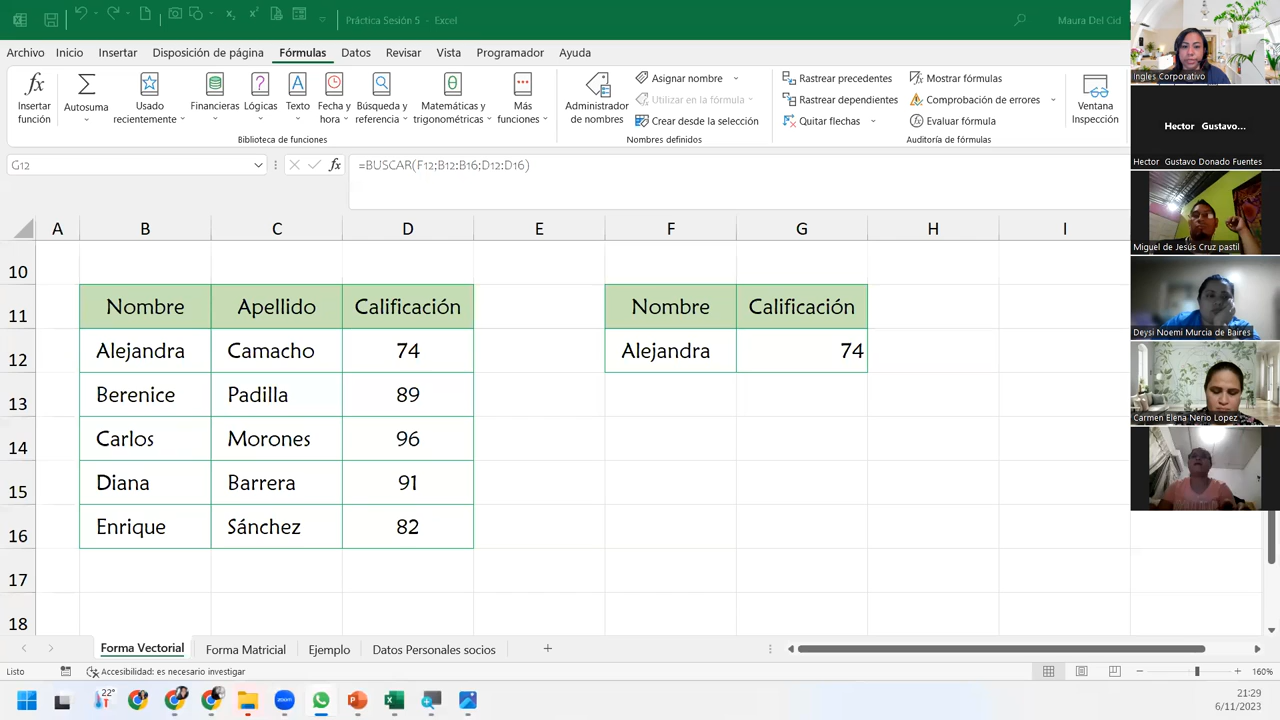 Práctica Sesión 5 - Excel
Maura Del Cid
Archivo Inicio Insertar Disposición de página Fórmulas Datos Revisar Vista Programador Ayuda
Insertar función
Autosuma
Usado recientemente
Financieras
Lógicas
Texto
Fecha y hora
Búsqueda y referencia
Matemáticas y trigonométricas
Más funciones
Biblioteca de funciones
Administrador de nombres
Asignar nombre
Utilizar en la fórmula
Crear desde la selección
Nombres definidos
Rastrear precedentes
Rastrear dependientes
Quitar flechas
Mostrar fórmulas
Comprobación de errores
Evaluar fórmula
Auditoría de fórmulas
Ventana Inspección
G12
fx
=BUSCAR(F12;B12:B16;D12:D16)
A B C D E F G H I
10
11 Nombre Apellido Calificación Nombre Calificación
12 Alejandra Camacho 74 Alejandra 74
13 Berenice Padilla 89
14 Carlos Morones 96
15 Diana Barrera 91
16 Enrique Sánchez 82
17
18
Forma Vectorial Forma Matricial Ejemplo Datos Personales socios
Listo
Accesibilidad: es necesario investigar
160%
22°
zoom
21:29
6/11/2023
Ingles Corporativo
Hector Gustavo...
Hector Gustavo Donado Fuentes
Miguel de Jesús Cruz pastil
Deysi Noemi Murcia de Baires
Carmen Elena Nerio Lopez